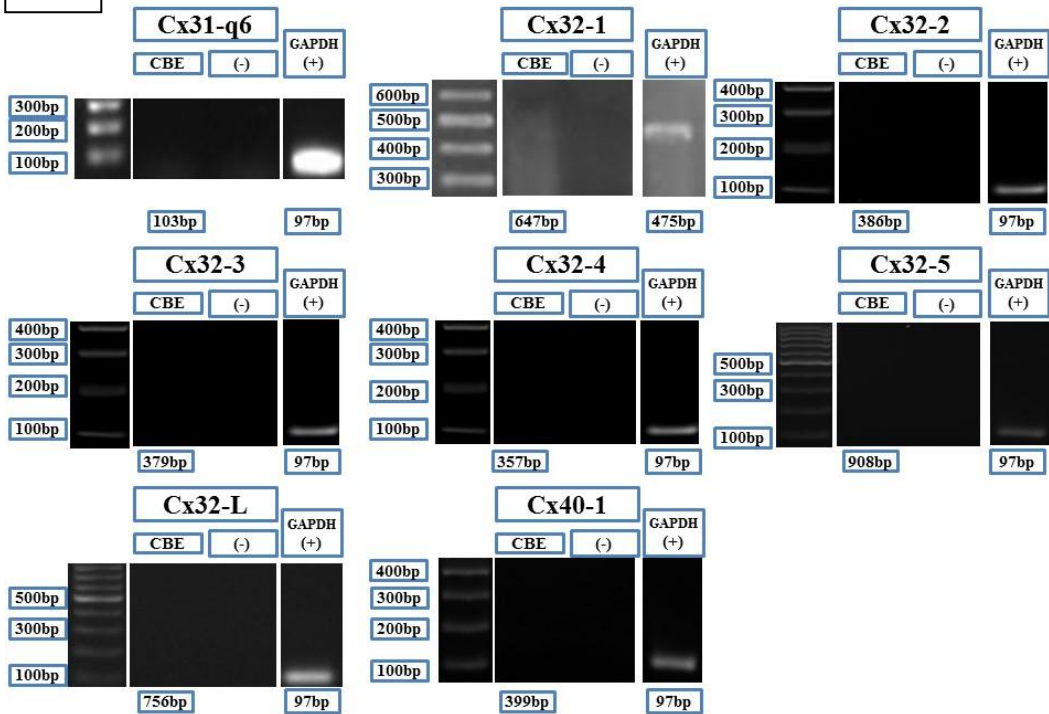 Cx31-q6
CBE
(-)
GAPDH
(+)
300bp
200bp
100bp
103bp
97bp
Cx32-1
CBE
(-)
GAPDH
(+)
600bp
500bp
400bp
300bp
647bp
475bp
Cx32-2
CBE
(-)
GAPDH
(+)
400bp
300bp
200bp
100bp
386bp
97bp
Cx32-3
CBE
(-)
GAPDH
(+)
400bp
300bp
200bp
100bp
379bp
97bp
Cx32-4
CBE
(-)
GAPDH
(+)
400bp
300bp
200bp
100bp
357bp
97bp
Cx32-5
CBE
(-)
GAPDH
(+)
500bp
300bp
100bp
908bp
97bp
Cx32-L
CBE
(-)
GAPDH
(+)
500bp
300bp
100bp
756bp
97bp
Cx40-1
CBE
(-)
GAPDH
(+)
400bp
300bp
200bp
100bp
399bp
97bp